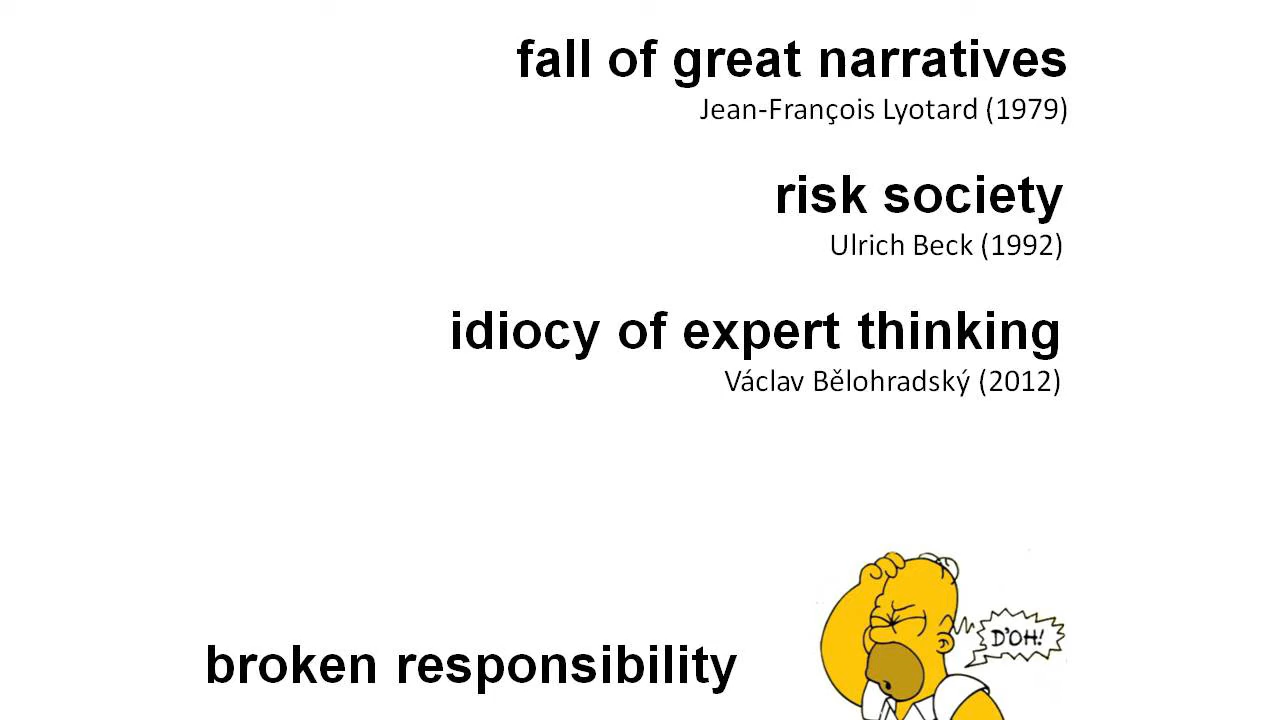 fall of great narratives
Jean-François Lyotard (1979)
risk society
Ulrich Beck (1992)
idiocy of expert thinking
Václav Bělohradský (2012)
D'OH!
broken responsibility